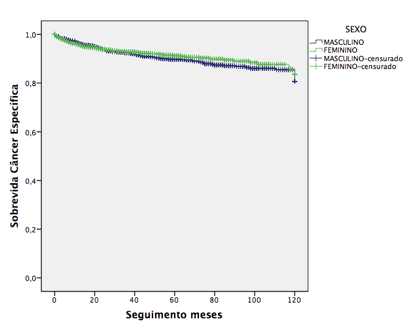 SEXO
MASCULINO
FEMININO
MASCULINO-censurado
FEMININO-censurado
Sobrevida Câncer Específica
1,0
0,8
0,6
0,4
0,2
0,0
0 20 40 60 80 100 120
Seguimento meses